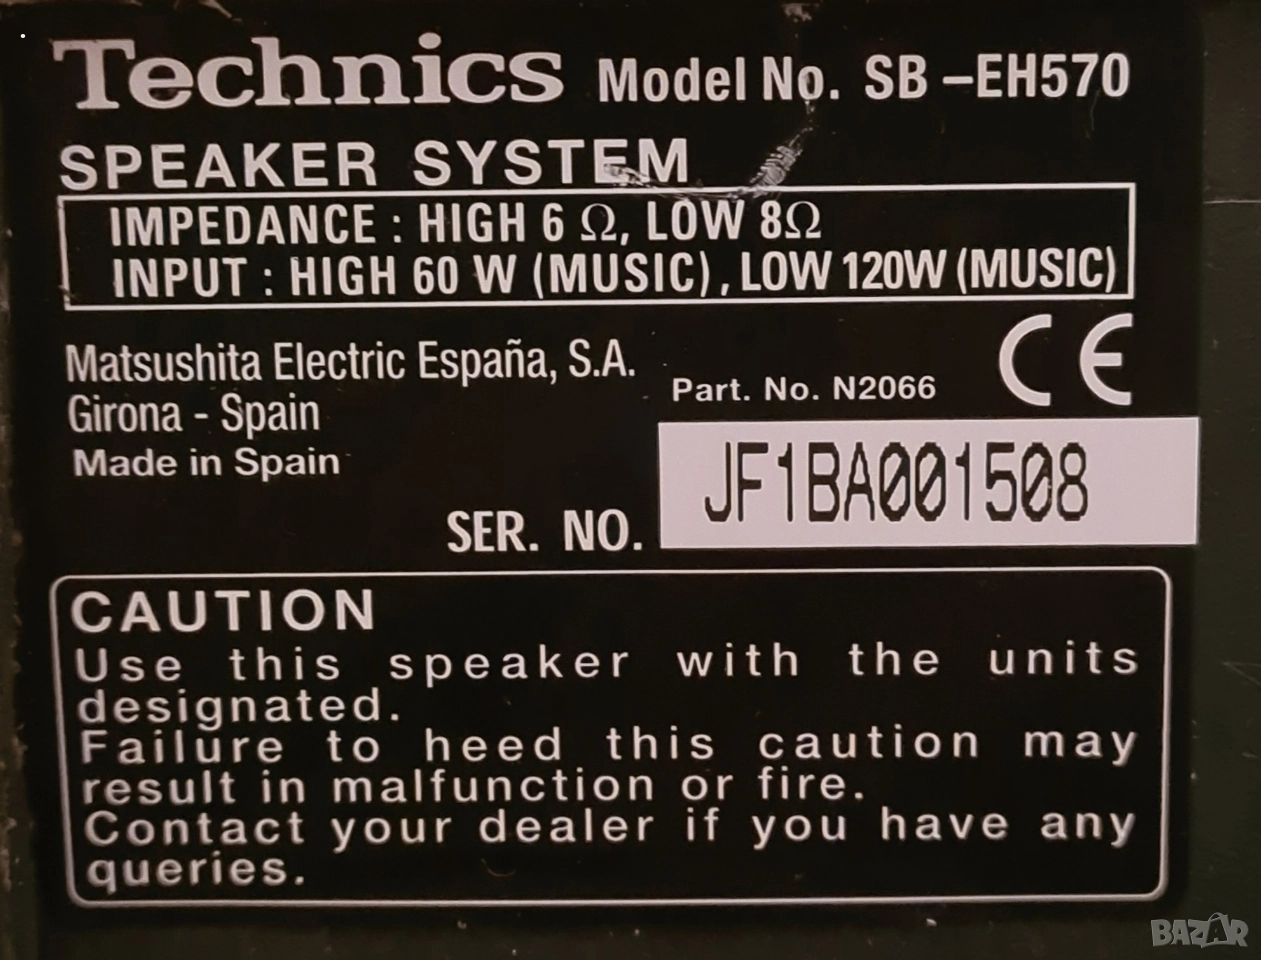 Technics Model No. SB-EH570
SPEAKER SYSTEM
IMPEDANCE : HIGH 6 Ω, LOW 8Ω
INPUT : HIGH 60 W (MUSIC), LOW 120W (MUSIC)
Matsushita Electric España, S.A.
Girona - Spain
Made in Spain
Part. No. N2066
CE
SER. NO. JF1BA001508
CAUTION
Use this speaker with the units
designated.
Failure to heed this caution may
result in malfunction or fire.
Contact your dealer if you have any
queries.
BAZAR